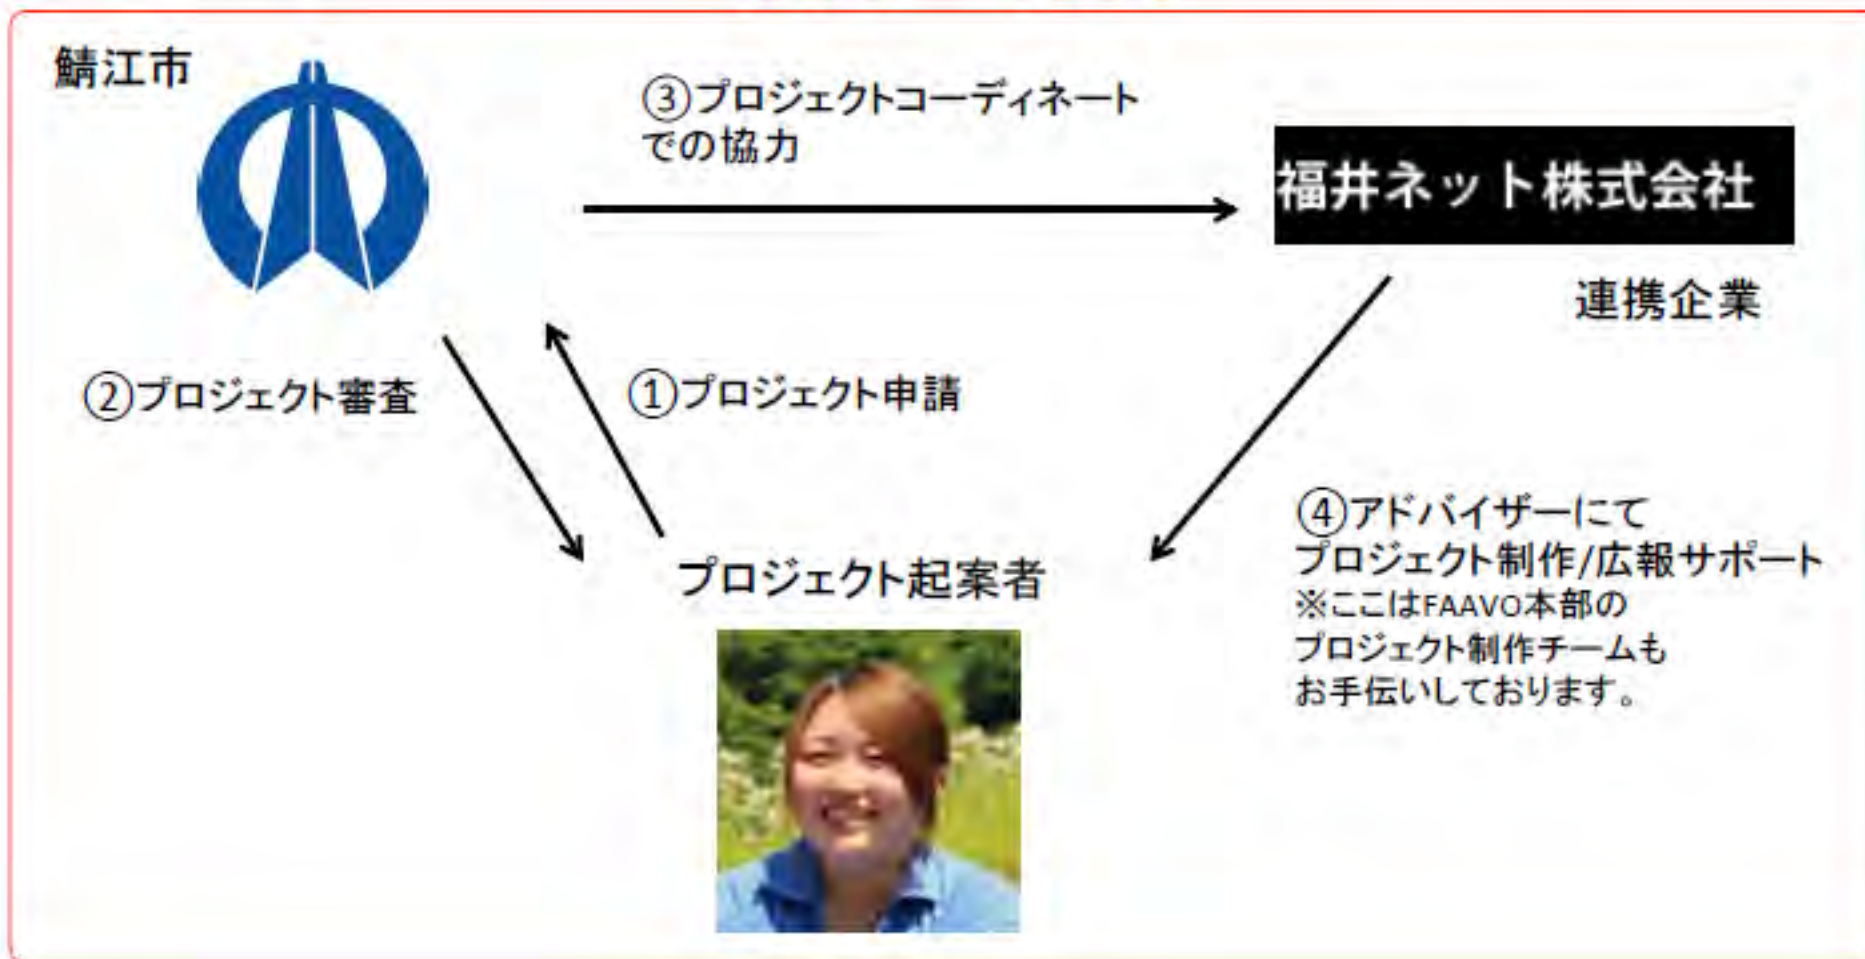 鯖江市
③プロジェクトコーディネート
での協力
福井ネット株式会社
連携企業
②プロジェクト審査
①プロジェクト申請
④アドバイザーにて
プロジェクト制作/広報サポート
※ここはFAAVO本部の
プロジェクト制作チームも
お手伝いしております。
プロジェクト起案者